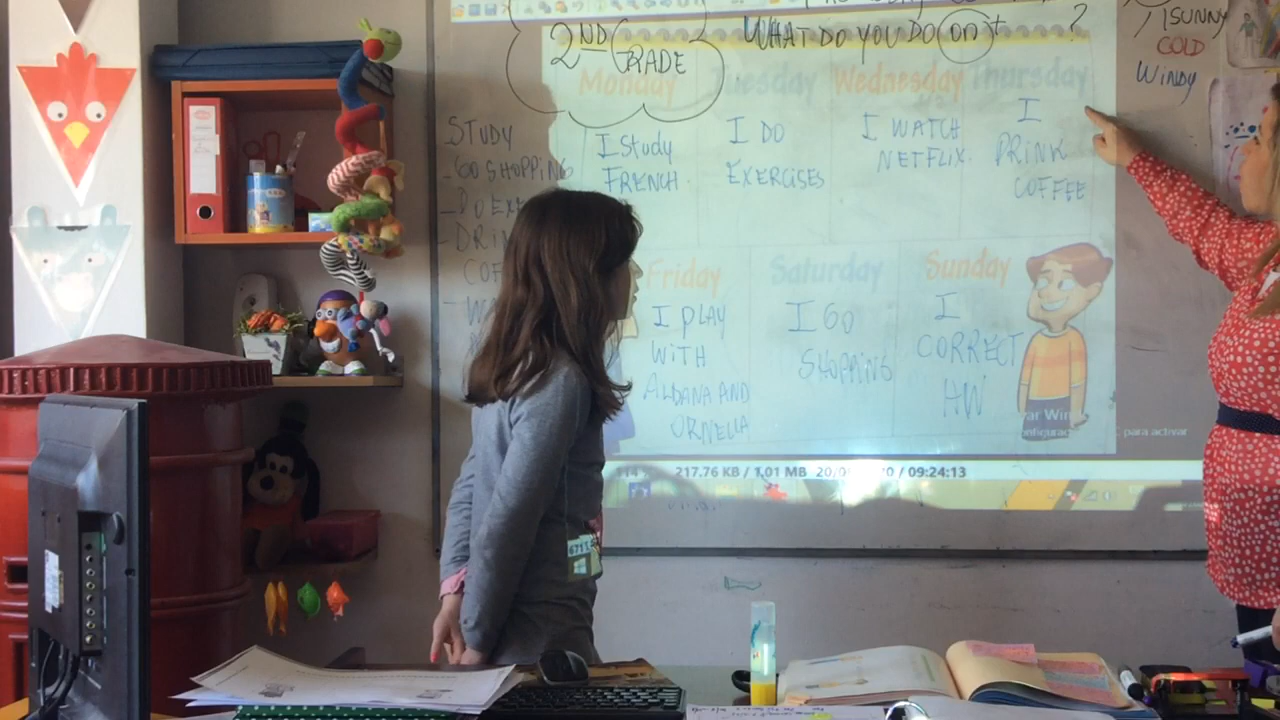 2ND GRADE
WHAT DO YOU DO on ?
SUNNY
COLD
WINDY
Monday Tuesday Wednesday Thursday
STUDY
-GO SHOPPING
I Study
FRENCH
I DO
EXERCISES
I WATCH
NETFLIX.
I
DRINK
COFFEE
Friday Saturday Sunday
I PLAY
WITH
ALDANA AND
ORNELLA
I GO
SHOPPING
I
CORRECT
HW
para activar
217.76 KB / 1.01 MB
/ 09:24:13